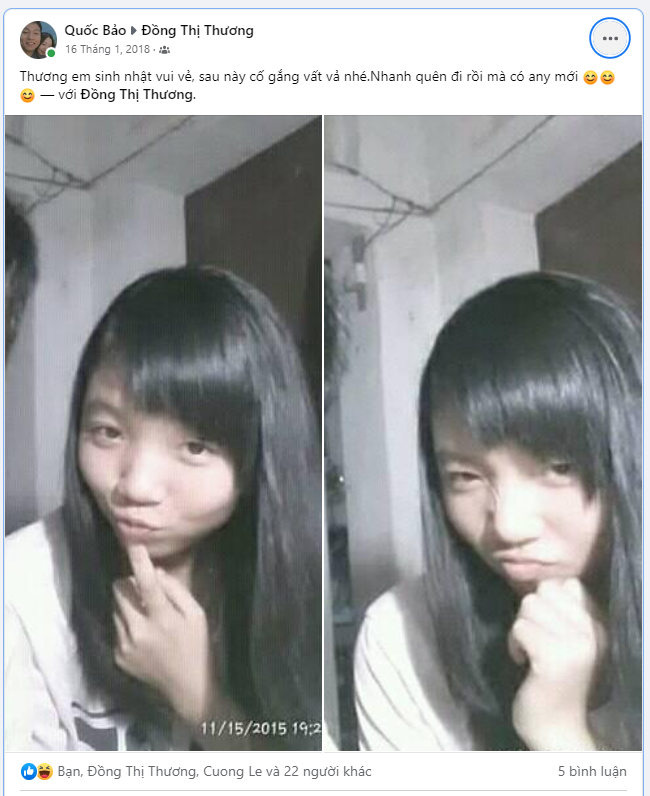 Quốc Bảo Đồng Thị Thương
16 Tháng 1, 2018 ·
Thương em sinh nhật vui vẻ, sau này cố gắng vất vả nhé.Nhanh quên đi rồi mà có any mới 😊😊
😊 — với Đồng Thị Thương.
11/15/2015 19:2
Bạn, Đồng Thị Thương, Cuong Le và 22 người khác
5 bình luận